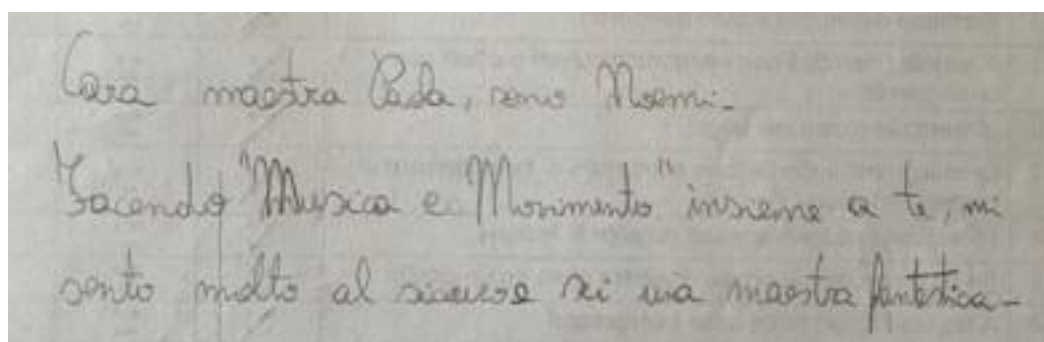 Cara maestra Paola, sono Noemi.
Facendo "Musica e Movimento" insieme a te, mi
sento molto al sicuro e sei una maestra fantastica.